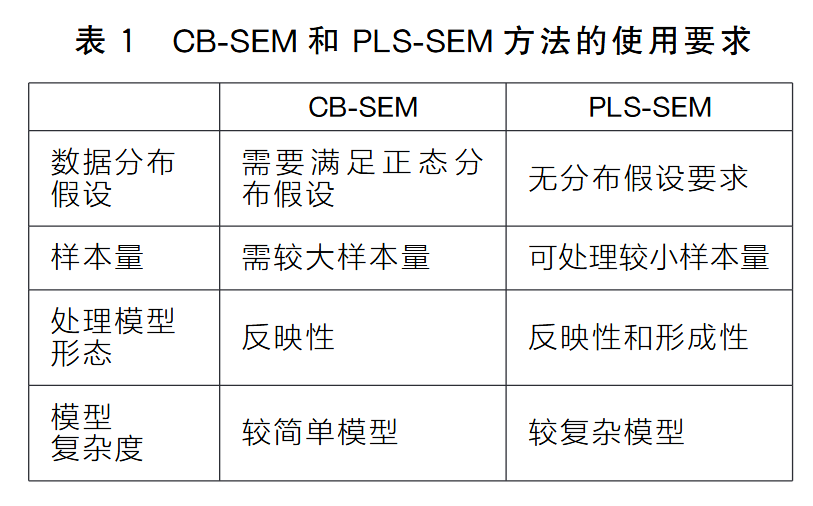 表 1 CB-SEM 和 PLS-SEM 方法的使用要求
CB-SEM PLS-SEM
数据分布
假设
需要满足正态分
布假设
无分布假设要求
样本量 需较大样本量 可处理较小样本量
处理模型
形态
反映性
反映性和形成性
模型
复杂度
较简单模型
较复杂模型